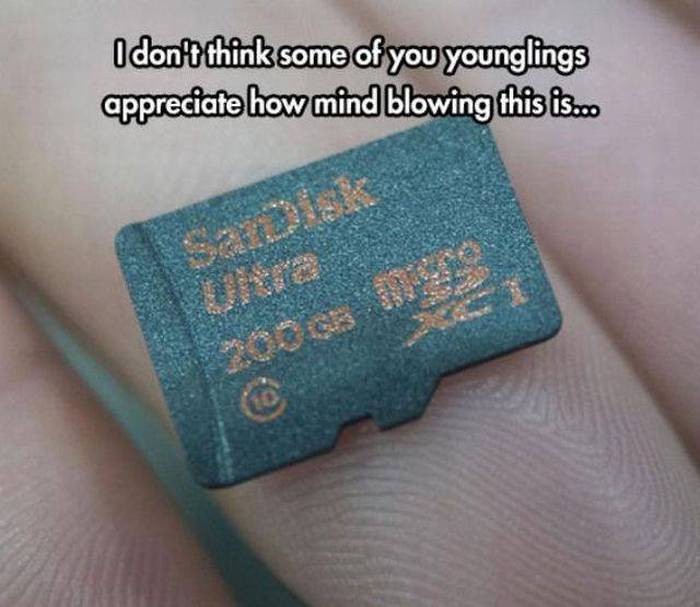 I don't think some of you younglings
appreciate how mind blowing this is...
SanDisk
Ultra
200 GB micro
SD
XC I
10